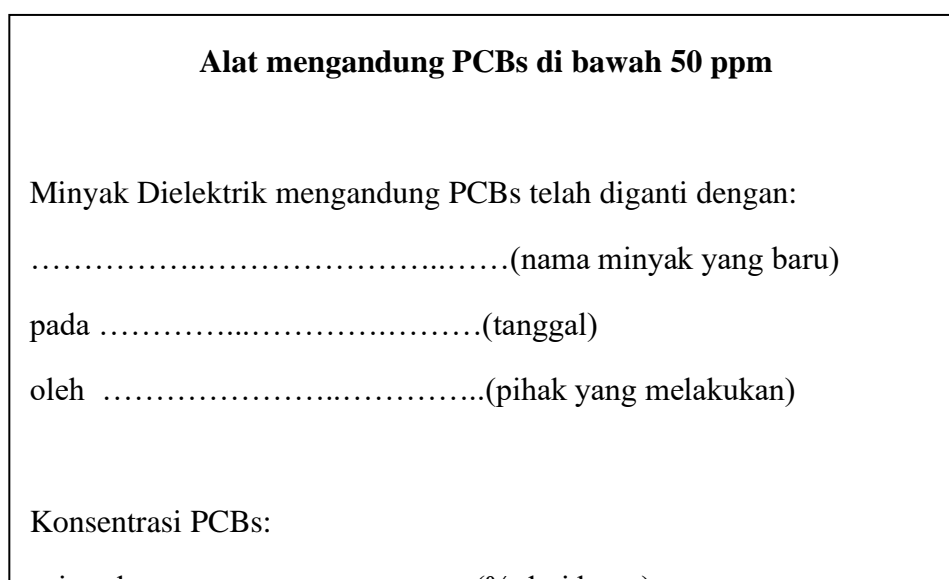 Alat mengandung PCBs di bawah 50 ppm
Minyak Dielektrik mengandung PCBs telah diganti dengan:
……………..…………………..……(nama minyak yang baru)
pada …………...………….………(tanggal)
oleh …………………...…………..(pihak yang melakukan)
Konsentrasi PCBs: